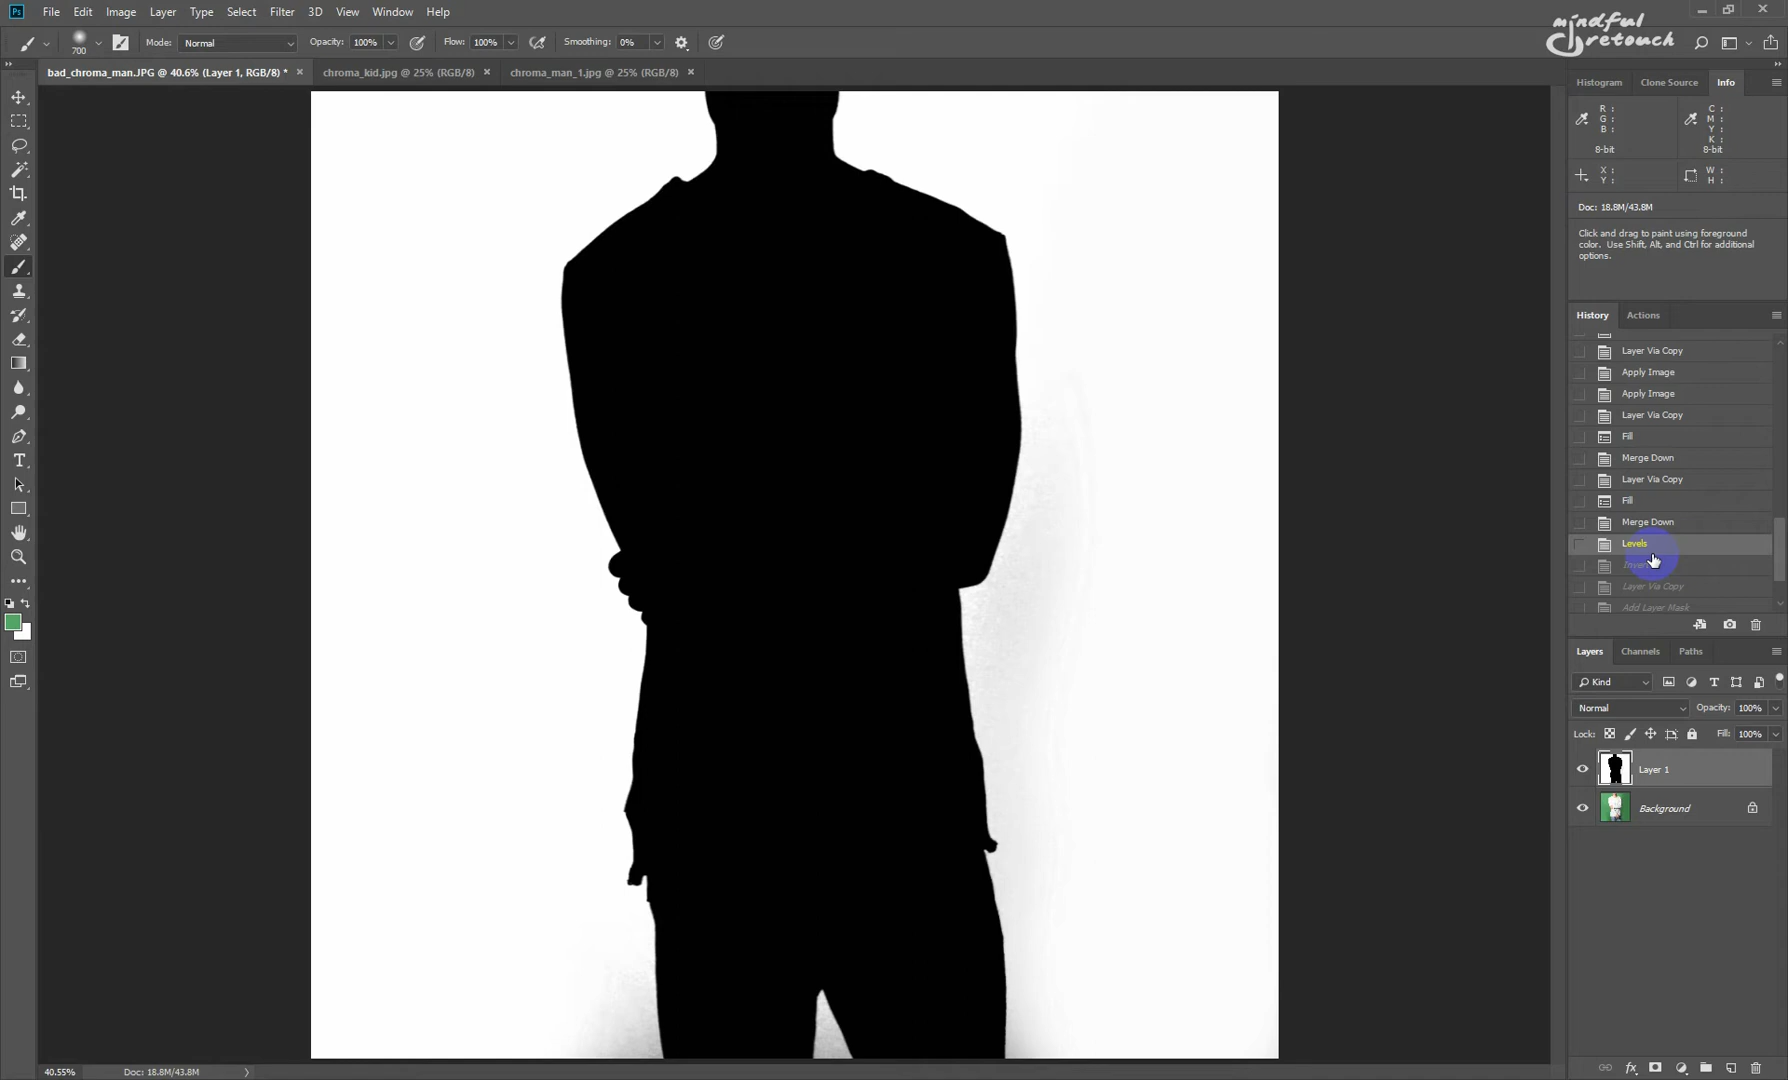 Ps File Edit Image Layer Type Select Filter 3D View Window Help
mindful retouch
700 Mode: Normal Opacity: 100% Flow: 100% Smoothing: 0%
bad_chroma_man.JPG @ 40.6% (Layer 1, RGB/8) * × chroma_kid.jpg @ 25% (RGB/8) × chroma_man_1.jpg @ 25% (RGB/8) ×
Histogram Clone Source Info
R : C :
G : M :
B : Y :
K :
8-bit 8-bit
X : W :
Y : H :
Doc: 18.8M/43.8M
Click and drag to paint using foreground
color. Use Shift, Alt, and Ctrl for additional
options.
History Actions
Layer Via Copy
Apply Image
Apply Image
Layer Via Copy
Fill
Merge Down
Layer Via Copy
Fill
Merge Down
Levels
Layer Via Copy
Add Layer Mask
Layers Channels Paths
Kind
Normal Opacity: 100%
Lock: Fill: 100%
Layer 1
Background
fx
40.55% Doc: 18.8M/43.8M